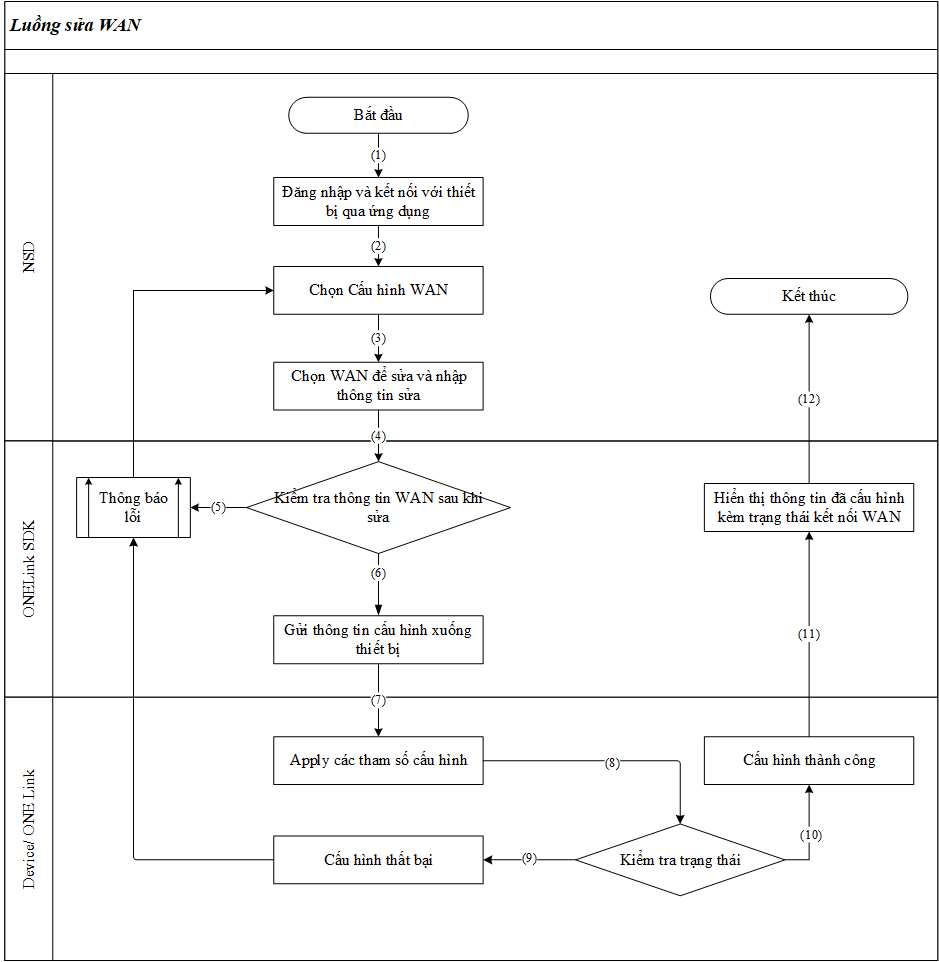 Luồng sửa WAN
NSD
Bắt đầu
(1)
Đăng nhập và kết nối với thiết
bị qua ứng dụng
(2)
Chọn Cấu hình WAN
Kết thúc
(3)
Chọn WAN để sửa và nhập
thông tin sửa
(12)
(4)
ONELink SDK
Thông báo
lỗi
(5)
Kiểm tra thông tin WAN sau khi
sửa
Hiển thị thông tin đã cấu hình
kèm trạng thái kết nối WAN
(6)
Gửi thông tin cấu hình xuống
thiết bị
(11)
(7)
Device/ ONE Link
Apply các tham số cấu hình
(8)
Cấu hình thành công
(10)
Cấu hình thất bại
(9)
Kiểm tra trạng thái